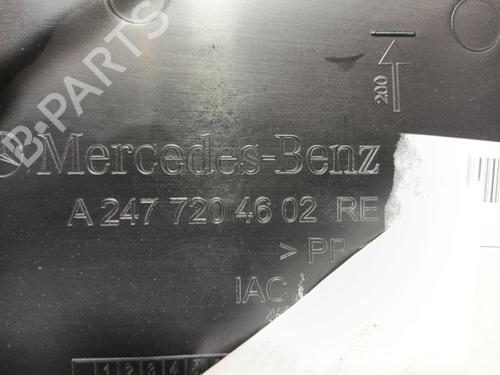 200
Mercedes-Benz
A 247 720 46 02 RE
> PP
IAC
1 2 3 4
B-PARTS